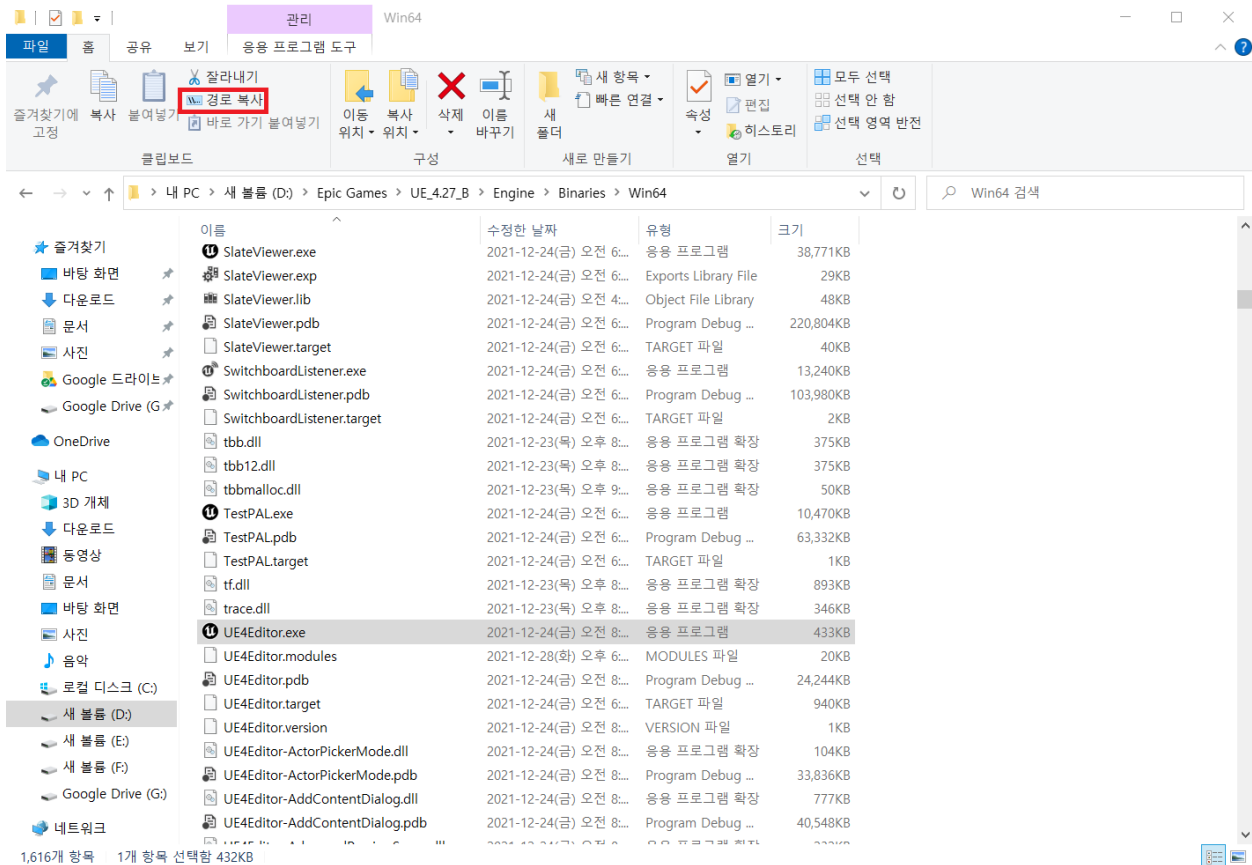 관리
Win64
파일
홈
공유
보기
응용 프로그램 도구
즐겨찾기에 고정
복사
붙여넣기
잘라내기
경로 복사
바로 가기 붙여넣기
이동 위치
복사 위치
삭제
이름 바꾸기
새 폴더
새 항목
빠른 연결
속성
열기
편집
히스토리
모두 선택
선택 안 함
선택 영역 반전
클립보드
구성
새로 만들기
열기
선택
내 PC > 새 볼륨 (D:) > Epic Games > UE_4.27_B > Engine > Binaries > Win64
Win64 검색
즐겨찾기
바탕 화면
다운로드
문서
사진
Google 드라이브
Google Drive (G
OneDrive
내 PC
3D 개체
다운로드
동영상
문서
바탕 화면
사진
음악
로컬 디스크 (C:)
새 볼륨 (D:)
새 볼륨 (E:)
새 볼륨 (F:)
Google Drive (G:)
네트워크
이름 수정한 날짜 유형 크기
SlateViewer.exe 2021-12-24(금) 오전 6:... 응용 프로그램 38,771KB
SlateViewer.exp 2021-12-24(금) 오전 6:... Exports Library File 29KB
SlateViewer.lib 2021-12-24(금) 오전 4:... Object File Library 48KB
SlateViewer.pdb 2021-12-24(금) 오전 6:... Program Debug ... 220,804KB
SlateViewer.target 2021-12-24(금) 오전 6:... TARGET 파일 40KB
SwitchboardListener.exe 2021-12-24(금) 오전 6:... 응용 프로그램 13,240KB
SwitchboardListener.pdb 2021-12-24(금) 오전 6:... Program Debug ... 103,980KB
SwitchboardListener.target 2021-12-24(금) 오전 6:... TARGET 파일 2KB
tbb.dll 2021-12-23(목) 오후 8:... 응용 프로그램 확장 375KB
tbb12.dll 2021-12-23(목) 오후 8:... 응용 프로그램 확장 375KB
tbbmalloc.dll 2021-12-23(목) 오후 9:... 응용 프로그램 확장 50KB
TestPAL.exe 2021-12-24(금) 오전 6:... 응용 프로그램 10,470KB
TestPAL.pdb 2021-12-24(금) 오전 6:... Program Debug ... 63,332KB
TestPAL.target 2021-12-24(금) 오전 6:... TARGET 파일 1KB
tf.dll 2021-12-23(목) 오후 8:... 응용 프로그램 확장 893KB
trace.dll 2021-12-23(목) 오후 8:... 응용 프로그램 확장 346KB
UE4Editor.exe 2021-12-24(금) 오전 8:... 응용 프로그램 433KB
UE4Editor.modules 2021-12-28(화) 오후 6:... MODULES 파일 20KB
UE4Editor.pdb 2021-12-24(금) 오전 8:... Program Debug ... 24,244KB
UE4Editor.target 2021-12-24(금) 오전 8:... TARGET 파일 940KB
UE4Editor.version 2021-12-24(금) 오전 8:... VERSION 파일 1KB
UE4Editor-ActorPickerMode.dll 2021-12-24(금) 오전 8:... 응용 프로그램 확장 104KB
UE4Editor-ActorPickerMode.pdb 2021-12-24(금) 오전 8:... Program Debug ... 33,836KB
UE4Editor-AddContentDialog.dll 2021-12-24(금) 오전 8:... 응용 프로그램 확장 777KB
UE4Editor-AddContentDialog.pdb 2021-12-24(금) 오전 8:... Program Debug ... 40,548KB
1,616개 항목 1개 항목 선택함 432KB